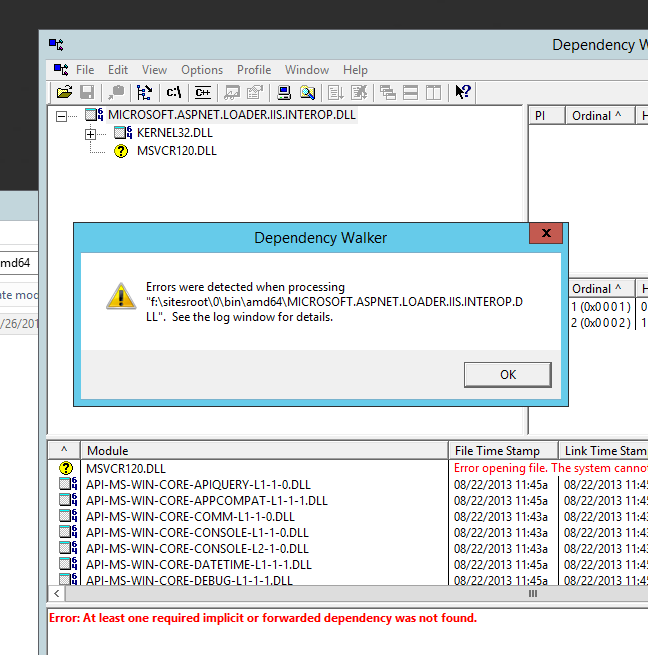 Dependency W
File Edit View Options Profile Window Help
c:\ C++
MICROSOFT.ASPNET.LOADER.IIS.INTEROP.DLL
KERNEL32.DLL
MSVCR120.DLL
PI Ordinal ^ H
md64
ate mod
/26/201
Dependency Walker
Errors were detected when processing
"f:\sitesroot\0\bin\amd64\MICROSOFT.ASPNET.LOADER.IIS.INTEROP.D
LL". See the log window for details.
OK
Ordinal ^ H
1 (0x0001) 0
2 (0x0002) 1
^ Module File Time Stamp Link Time Stam
MSVCR120.DLL Error opening file. The system canno
API-MS-WIN-CORE-APIQUERY-L1-1-0.DLL 08/22/2013 11:45a 08/22/2013 11:45
API-MS-WIN-CORE-APPCOMPAT-L1-1-1.DLL 08/22/2013 11:45a 08/22/2013 11:45
API-MS-WIN-CORE-COMM-L1-1-0.DLL 08/22/2013 11:43a 08/22/2013 11:43
API-MS-WIN-CORE-CONSOLE-L1-1-0.DLL 08/22/2013 11:43a 08/22/2013 11:43
API-MS-WIN-CORE-CONSOLE-L2-1-0.DLL 08/22/2013 11:43a 08/22/2013 11:43
API-MS-WIN-CORE-DATETIME-L1-1-1.DLL 08/22/2013 11:45a 08/22/2013 11:45
API-MS-WIN-CORE-DEBUG-L1-1-1.DLL 08/22/2013 11:45a 08/22/2013 11:45
Error: At least one required implicit or forwarded dependency was not found.